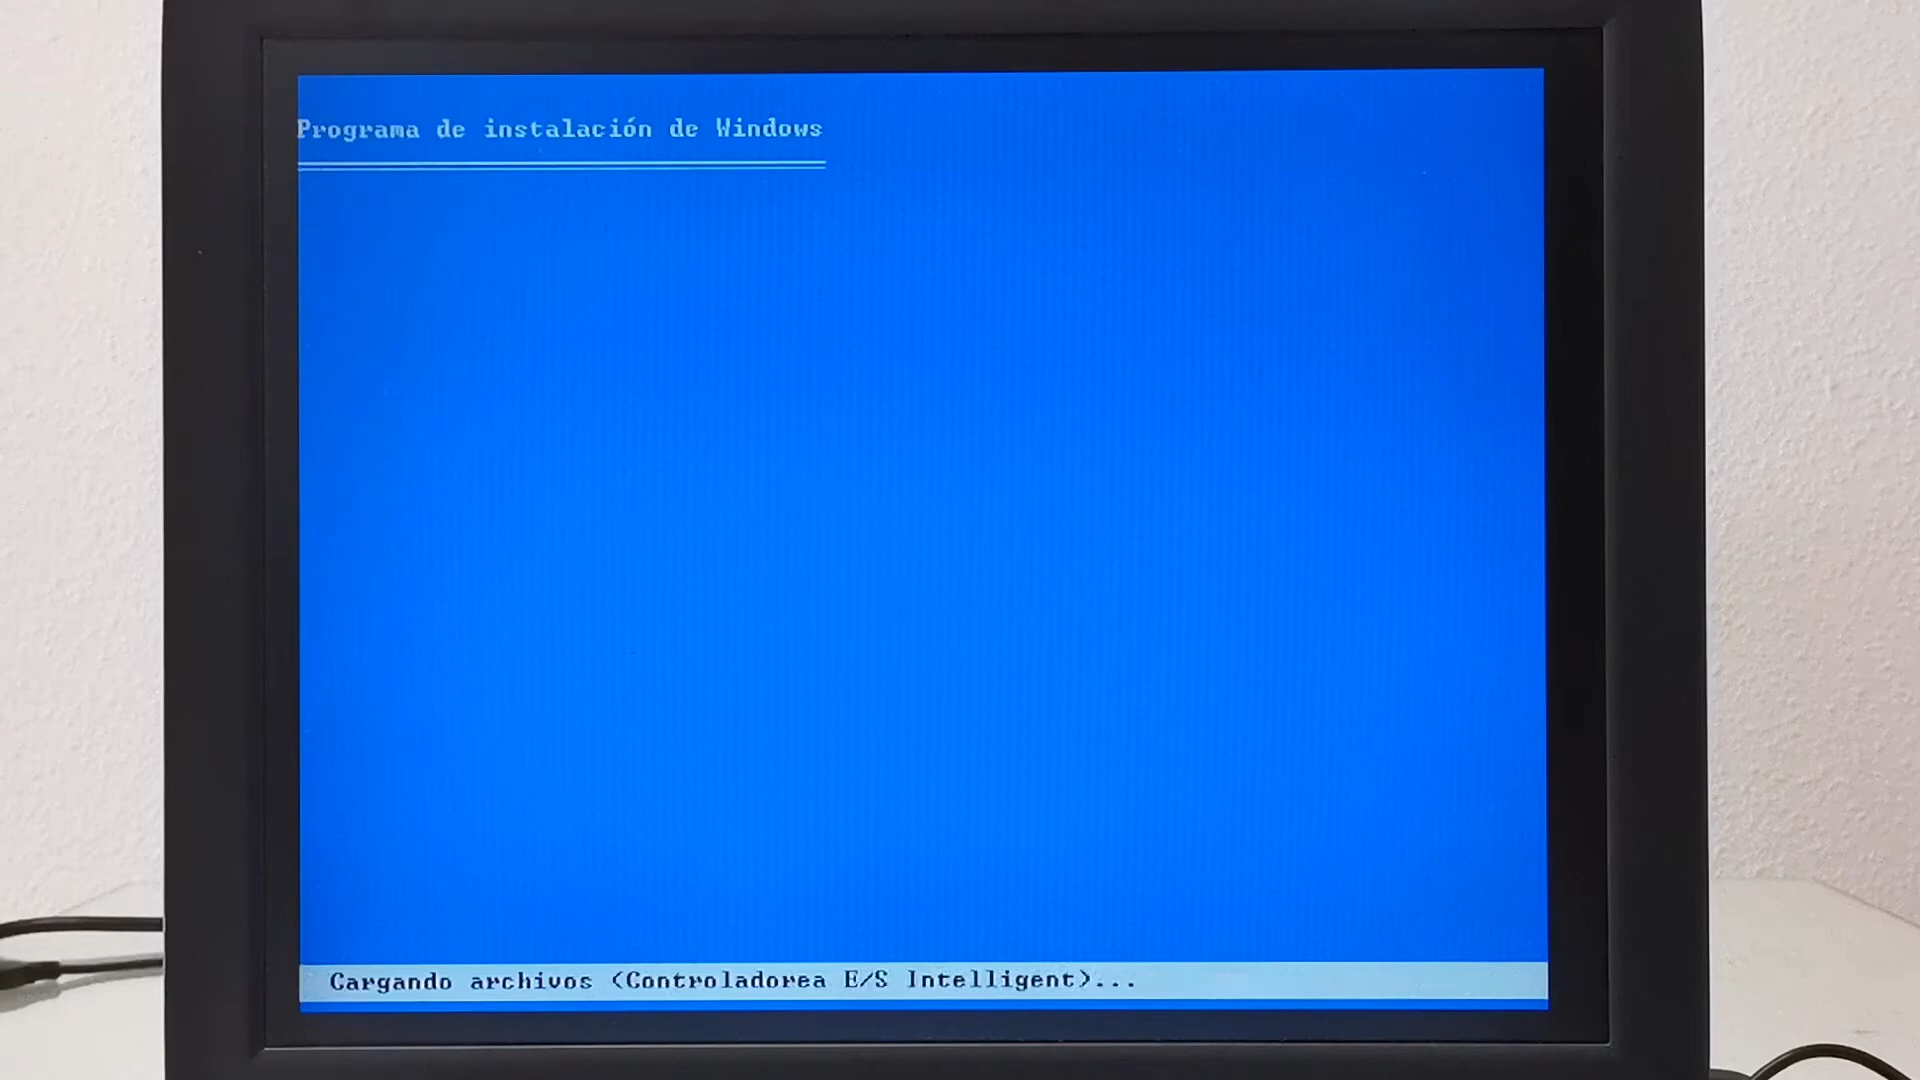 Programa de instalación de Windows
Cargando archivos (Controladorea E/S Intelligent)...